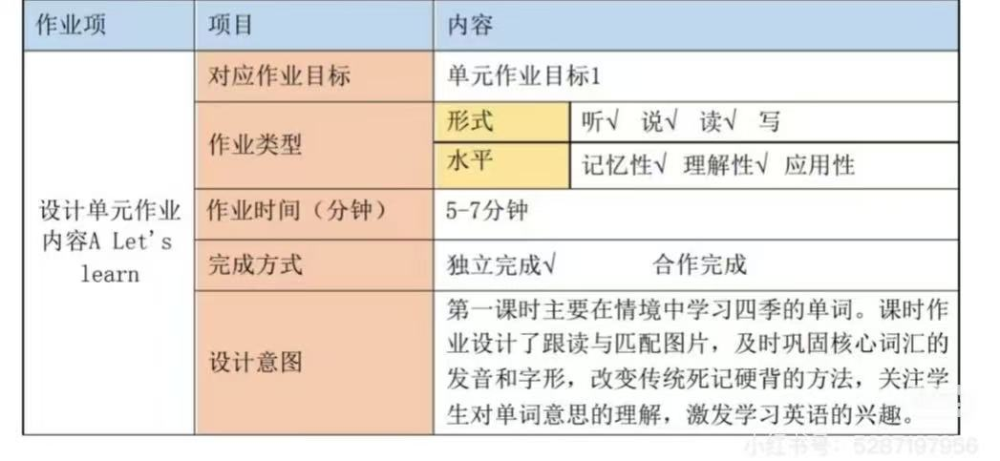 作业项 项目 内容
对应作业目标 单元作业目标1
作业类型 形式 听√ 说√ 读√ 写
水平 记忆性√ 理解性√ 应用性
设计单元作业
内容A Let's
learn
作业时间（分钟） 5-7分钟
完成方式 独立完成√ 合作完成
设计意图
第一课时主要在情境中学习四季的单词。课时作
业设计了跟读与匹配图片，及时巩固核心词汇的
发音和字形，改变传统死记硬背的方法，关注学
生对单词意思的理解，激发学习英语的兴趣。
小红书号：5287197956